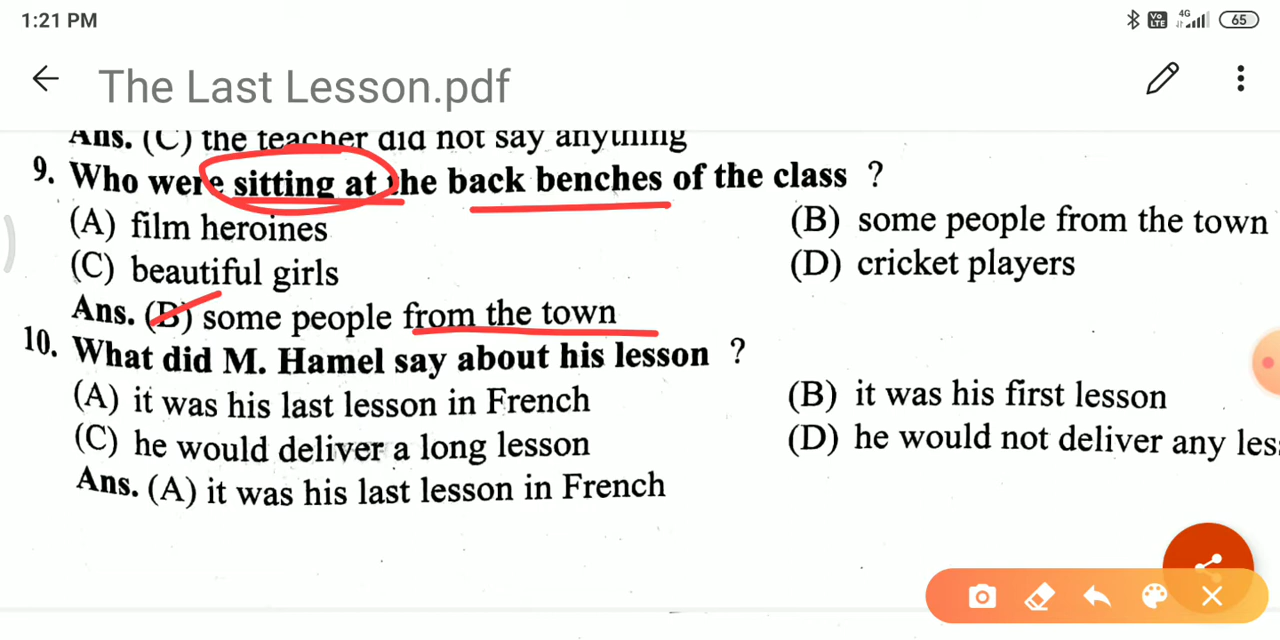 1:21 PM
Vo LTE 4G 65
The Last Lesson.pdf
Ans. (C) the teacher did not say anything
9. Who were sitting at the back benches of the class ?
(A) film heroines (B) some people from the town
(C) beautiful girls (D) cricket players
Ans. (B) some people from the town
10. What did M. Hamel say about his lesson ?
(A) it was his last lesson in French (B) it was his first lesson
(C) he would deliver a long lesson (D) he would not deliver any les
Ans. (A) it was his last lesson in French